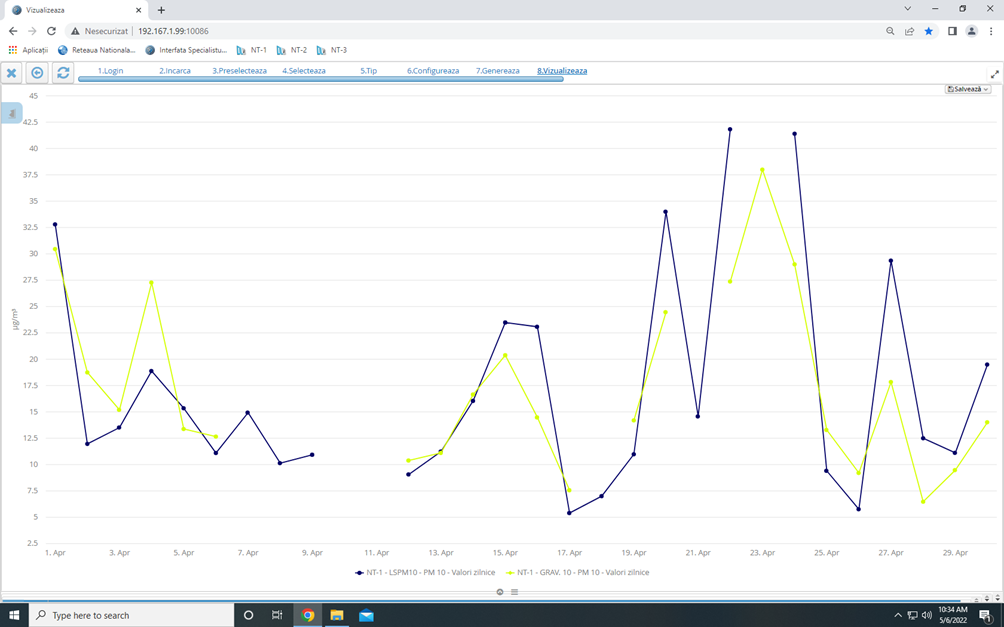 Vizualizeaza
Nesecurizat 192.167.1.99:10086
Aplicații Reteaua Nationala... Interfata Specialistu... NT-1 NT-2 NT-3
1.Login 2.Incarca 3.Preselecteaza 4.Selecteaza 5.Tip 6.Configureaza 7.Genereaza 8.Vizualizeaza
Salvează
45
42.5
40
37.5
35
32.5
30
27.5
25
22.5
20
17.5
15
12.5
10
7.5
5
2.5
µg/m³
1. Apr 3. Apr 5. Apr 7. Apr 9. Apr 11. Apr 13. Apr 15. Apr 17. Apr 19. Apr 21. Apr 23. Apr 25. Apr 27. Apr 29. Apr
NT-1 - LSPM10 - PM 10 - Valori zilnice NT-1 - GRAV. 10 - PM 10 - Valori zilnice
Type here to search
10:34 AM
5/6/2022
1